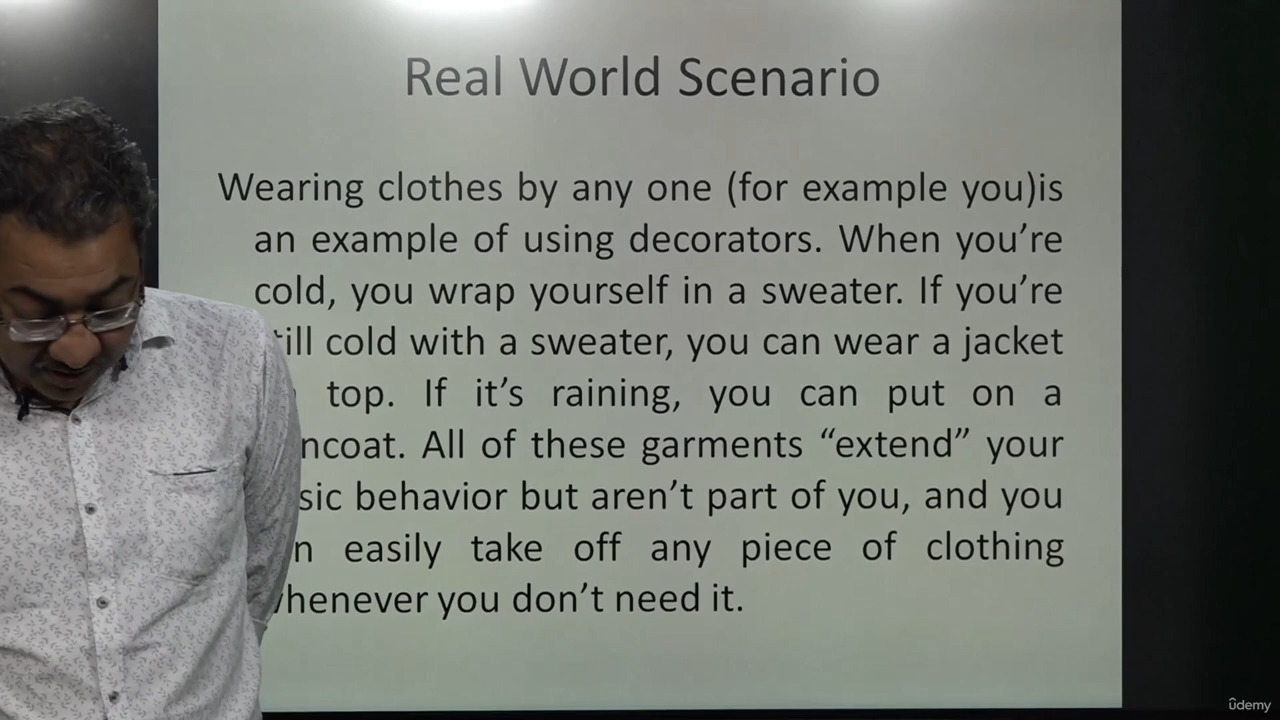 Real World Scenario
Wearing clothes by any one (for example you)is
an example of using decorators. When you're
cold, you wrap yourself in a sweater. If you're
cold with a sweater, you can wear a jacket
top. If it's raining, you can put on a
All of these garments “extend” your
behavior but aren't part of you, and you
easily take off any piece of clothing
you don't need it.
ûdemy